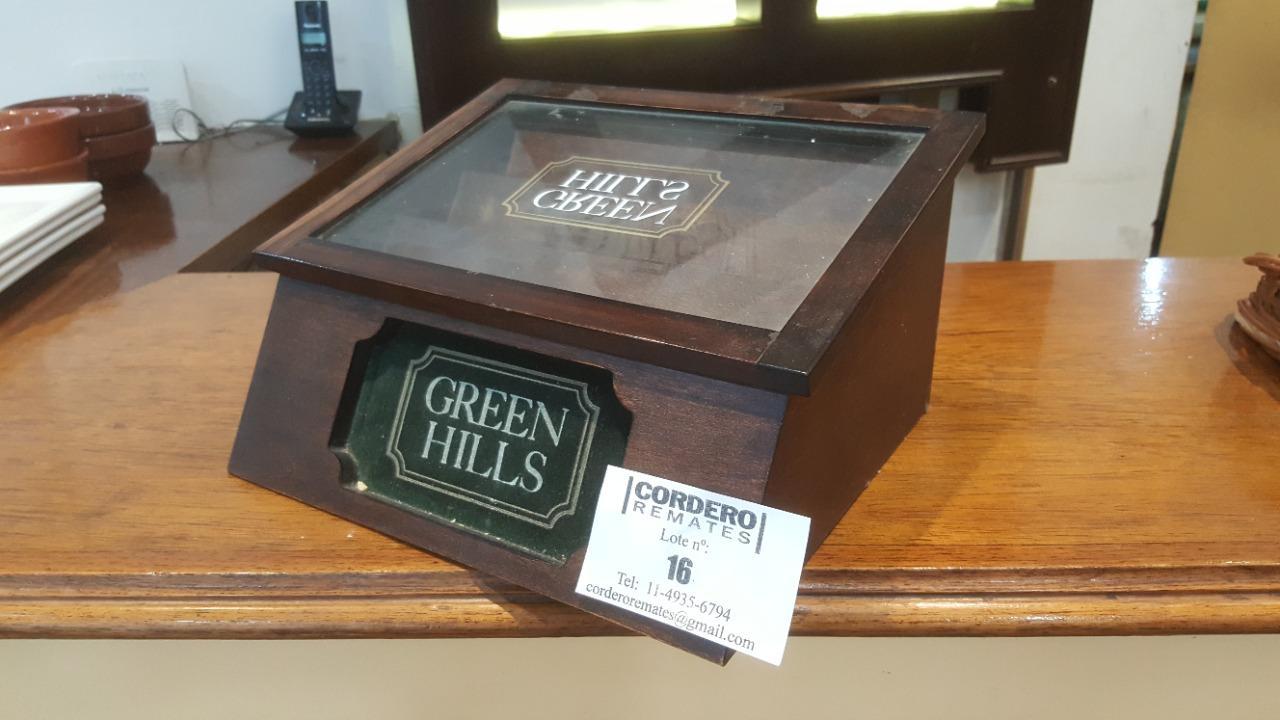 HILLS
GREEN
GREEN
HILLS
CORDERO
REMATES
Lote nº:
16
Tel: 11-4935-6794
corderoremates@gmail.com